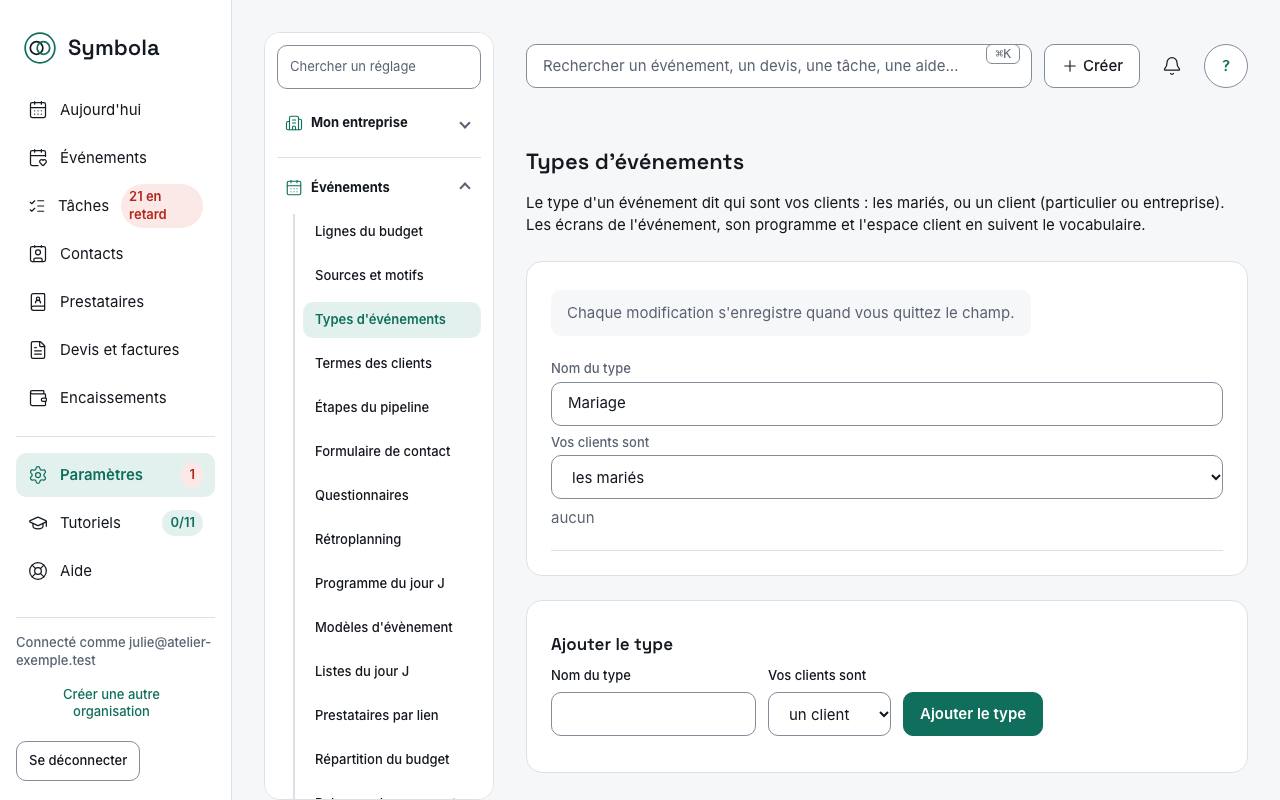 Symbola
Aujourd'hui
Événements
Tâches
21 en
retard
Contacts
Prestataires
Devis et factures
Encaissements
Paramètres
1
Tutoriels
0/11
Aide
Connecté comme julie@atelier-
exemple.test
Créer une autre
organisation
Se déconnecter
Chercher un réglage
Mon entreprise
Événements
Lignes du budget
Sources et motifs
Types d'événements
Termes des clients
Étapes du pipeline
Formulaire de contact
Questionnaires
Rétroplanning
Programme du jour J
Modèles d'évènement
Listes du jour J
Prestataires par lien
Répartition du budget
Rechercher un événement, un devis, une tâche, une aide...
⌘K
+ Créer
?
Types d’événements
Le type d'un événement dit qui sont vos clients : les mariés, ou un client (particulier ou entreprise).
Les écrans de l'événement, son programme et l'espace client en suivent le vocabulaire.
Chaque modification s'enregistre quand vous quittez le champ.
Nom du type
Mariage
Vos clients sont
les mariés
aucun
Ajouter le type
Nom du type
Vos clients sont
un client
Ajouter le type